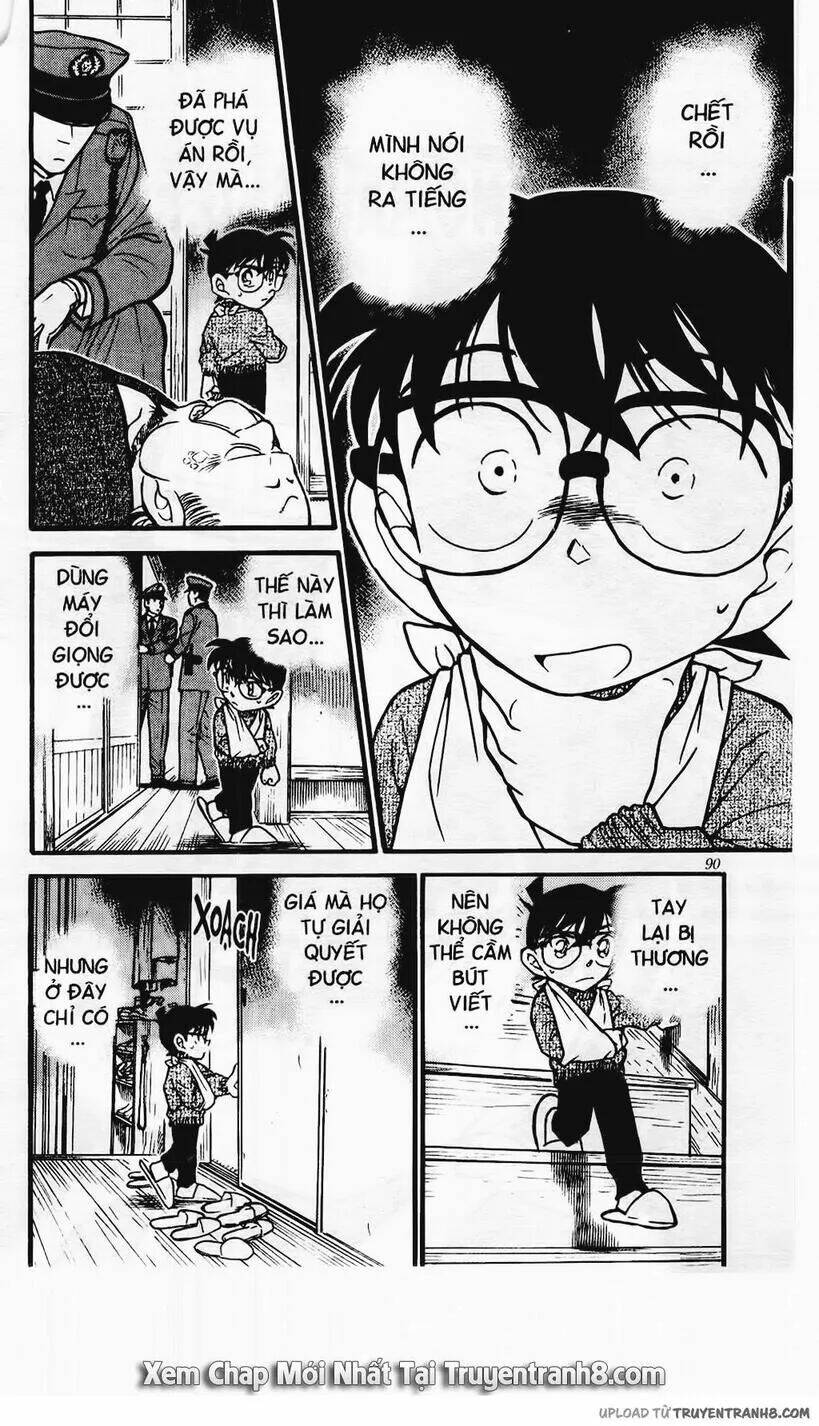 CHẾT
RỒI
...
MÌNH NÓI
KHÔNG
RA TIẾNG
...
ĐÃ PHÁ
ĐƯỢC VỤ
ÁN RỒI,
VẬY MÀ...
THẾ NÀY
THÌ LÀM
SAO...
DÙNG
MÁY
ĐỔI
GIỌNG
ĐƯỢC
...
90
TAY
LẠI BỊ
THƯƠNG
...
NÊN
KHÔNG
THỂ CẦM
BÚT
VIẾT
...
GIÁ MÀ HỌ
TỰ GIẢI
QUYẾT
ĐƯỢC
...
XOẠCH
NHƯNG
Ở ĐÂY
CHỈ CÓ
...
Xem Chap Mới Nhất Tại Truyentranh8.com
UPLOAD TỪ TRUYENTRANH8.COM